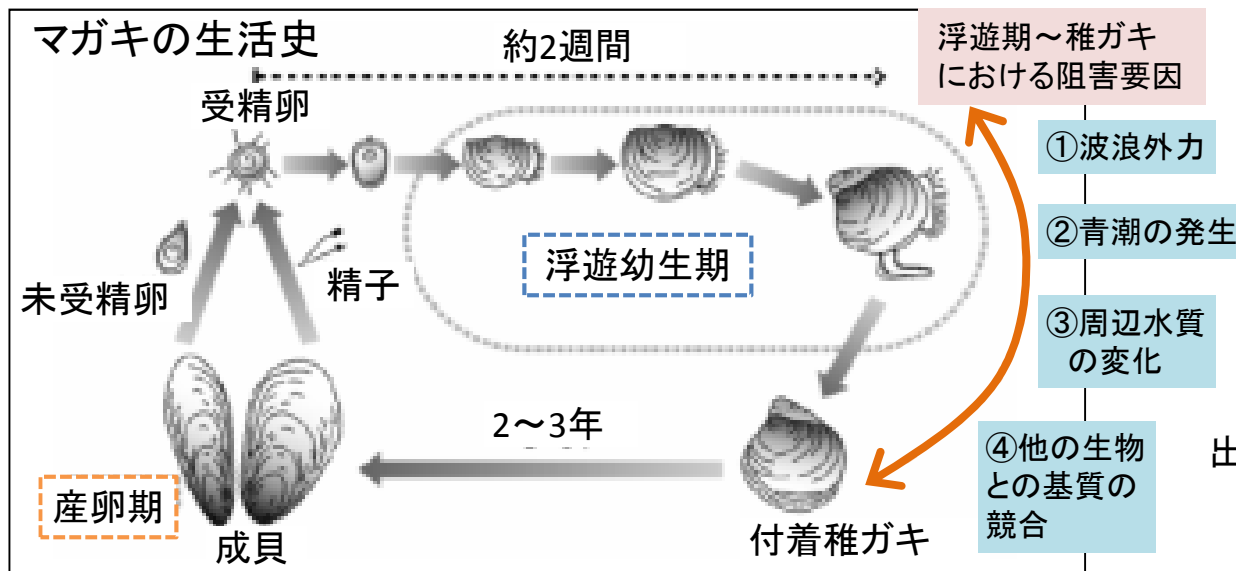 マガキの生活史
約2週間
浮遊期～稚ガキ
における阻害要因
受精卵
①波浪外力
②青潮の発生
浮遊幼生期
未受精卵
精子
③周辺水質
の変化
2～3年
④他の生物
との基質の
競合
出
産卵期
成貝
付着稚ガキ